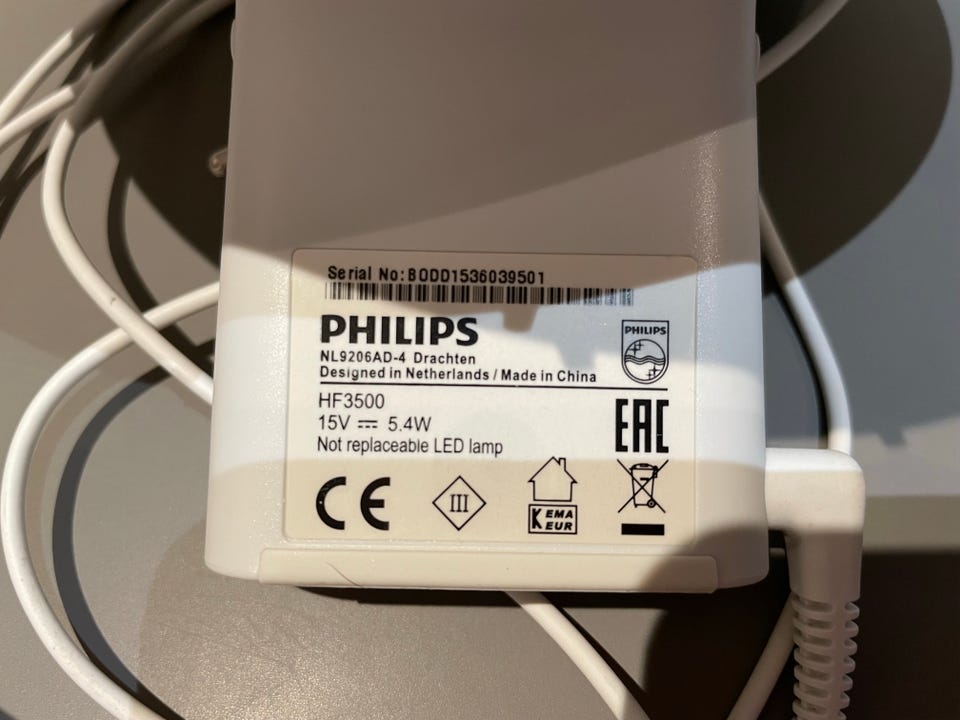 Serial No:BODD1536039501
PHILIPS
PHILIPS
NL9206AD-4 Drachten
Designed in Netherlands / Made in China
HF3500
15V ⎓ 5.4W
Not replaceable LED lamp
EAC
CE
III
KEMA
EUR